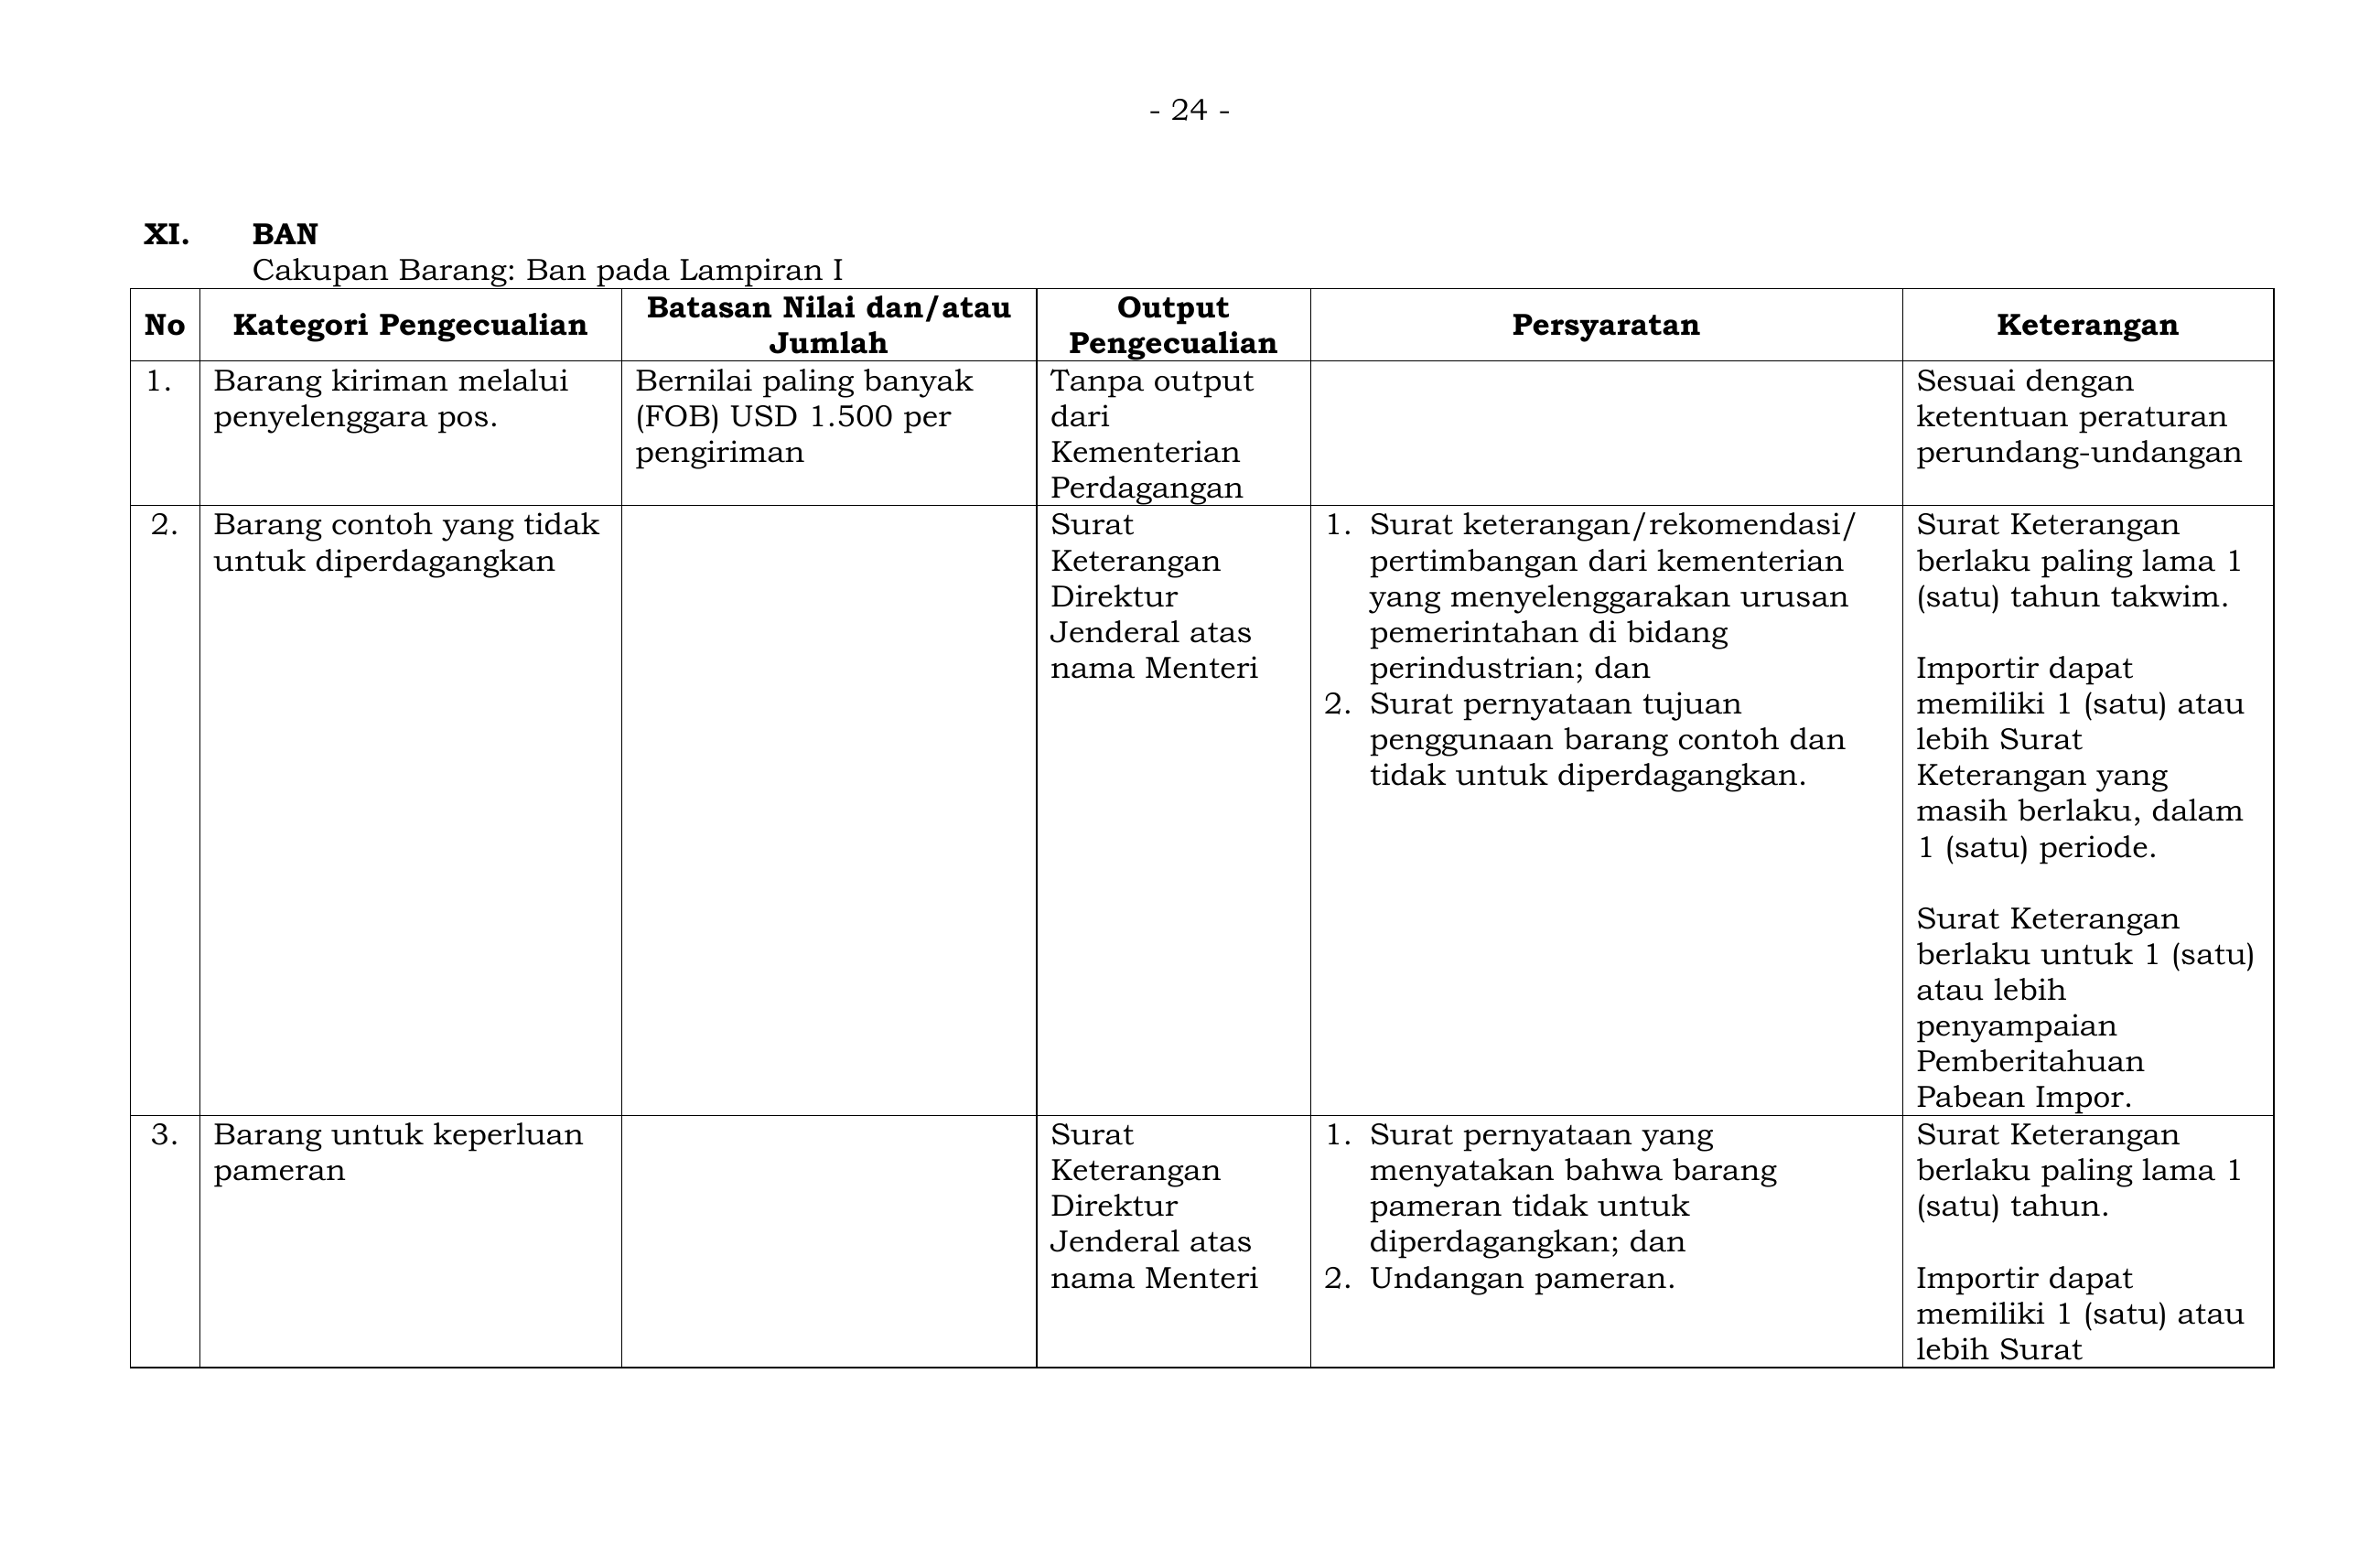 - 24 -
XI. BAN
Cakupan Barang: Ban pada Lampiran I
No
Kategori Pengecualian
Batasan Nilai dan/atau
Jumlah
Output
Pengecualian
Persyaratan
Keterangan
1.
Barang kiriman melalui
penyelenggara pos.
Bernilai paling banyak
(FOB) USD 1.500 per
pengiriman
Tanpa output
dari
Kementerian
Perdagangan
Sesuai dengan
ketentuan peraturan
perundang-undangan
2.
Barang contoh yang tidak
untuk diperdagangkan
Surat
Keterangan
Direktur
Jenderal atas
nama Menteri
1. Surat keterangan/rekomendasi/
pertimbangan dari kementerian
yang menyelenggarakan urusan
pemerintahan di bidang
perindustrian; dan
2. Surat pernyataan tujuan
penggunaan barang contoh dan
tidak untuk diperdagangkan.
Surat Keterangan
berlaku paling lama 1
(satu) tahun takwim.
Importir dapat
memiliki 1 (satu) atau
lebih Surat
Keterangan yang
masih berlaku, dalam
1 (satu) periode.
Surat Keterangan
berlaku untuk 1 (satu)
atau lebih
penyampaian
Pemberitahuan
Pabean Impor.
3.
Barang untuk keperluan
pameran
Surat
Keterangan
Direktur
Jenderal atas
nama Menteri
1. Surat pernyataan yang
menyatakan bahwa barang
pameran tidak untuk
diperdagangkan; dan
2. Undangan pameran.
Surat Keterangan
berlaku paling lama 1
(satu) tahun.
Importir dapat
memiliki 1 (satu) atau
lebih Surat